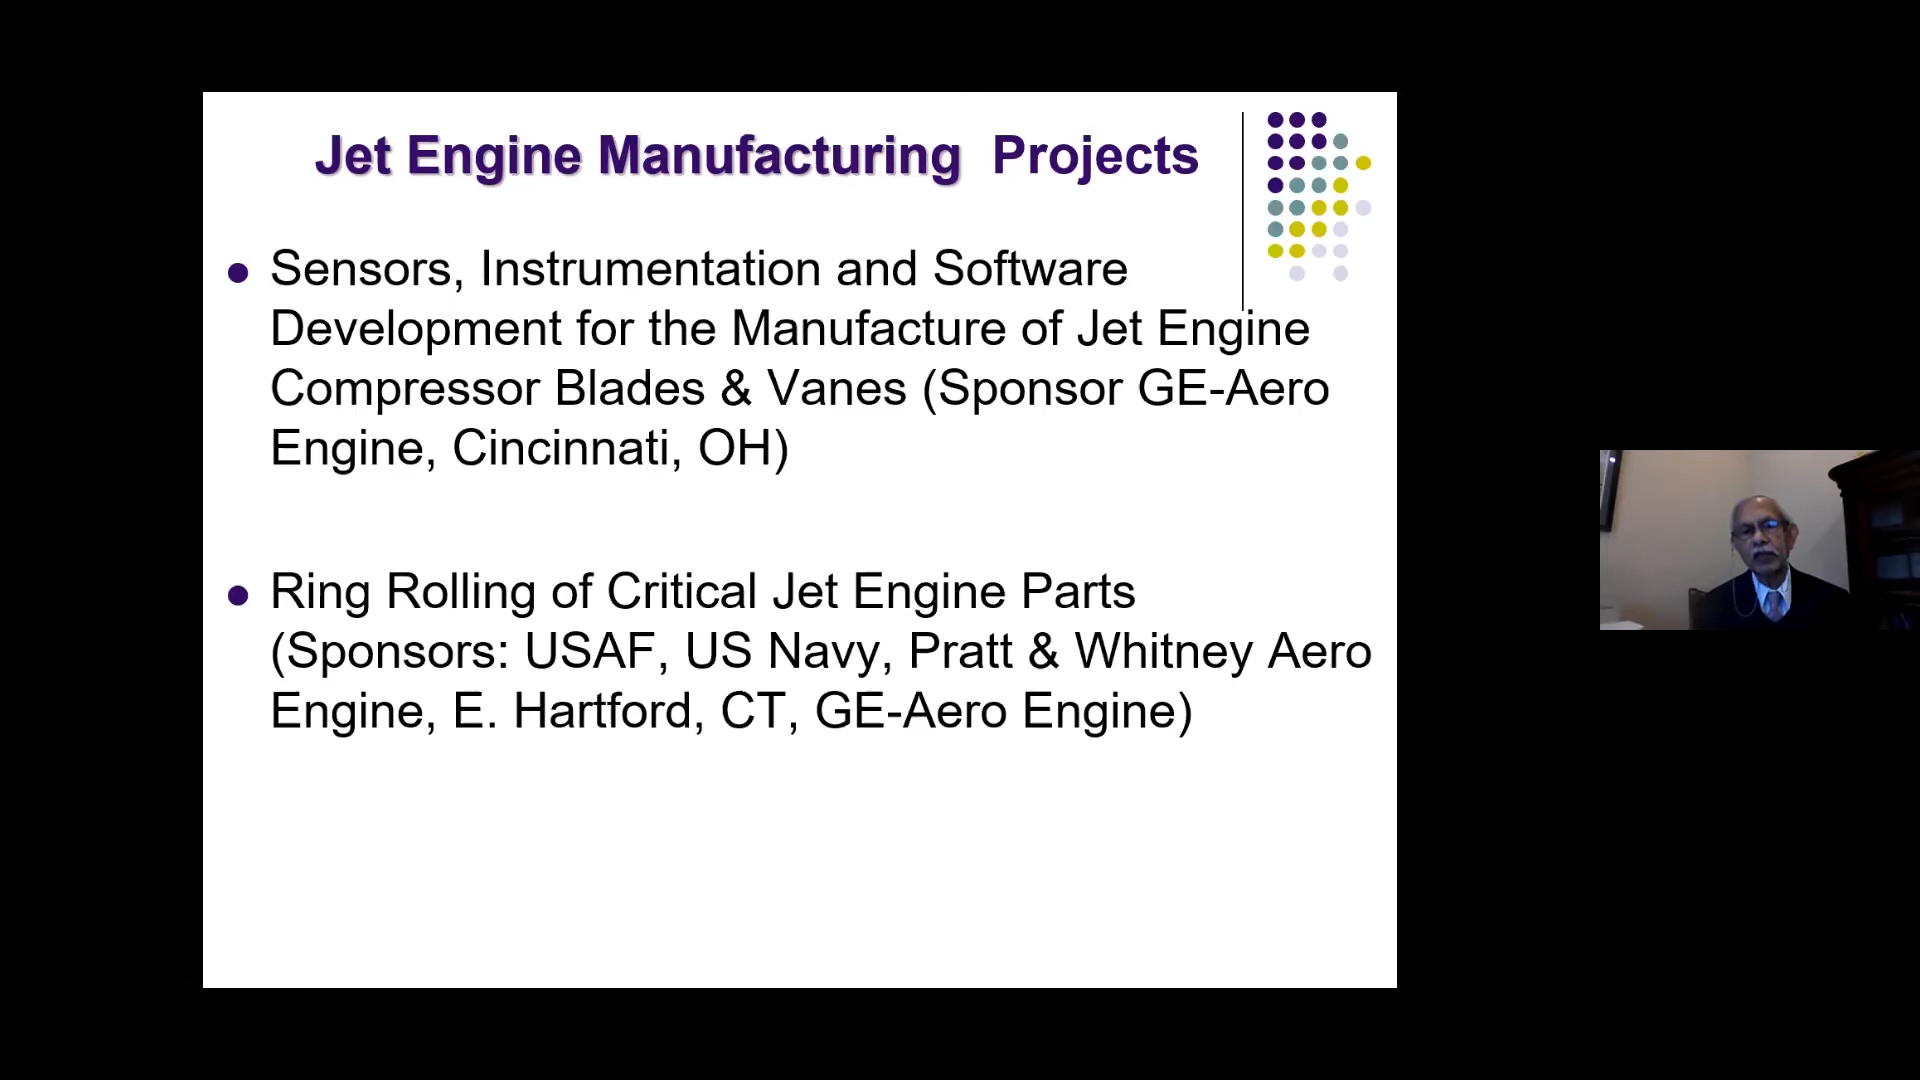 Jet Engine Manufacturing Projects
Sensors, Instrumentation and Software
Development for the Manufacture of Jet Engine
Compressor Blades & Vanes (Sponsor GE-Aero
Engine, Cincinnati, OH)
Ring Rolling of Critical Jet Engine Parts
(Sponsors: USAF, US Navy, Pratt & Whitney Aero
Engine, E. Hartford, CT, GE-Aero Engine)